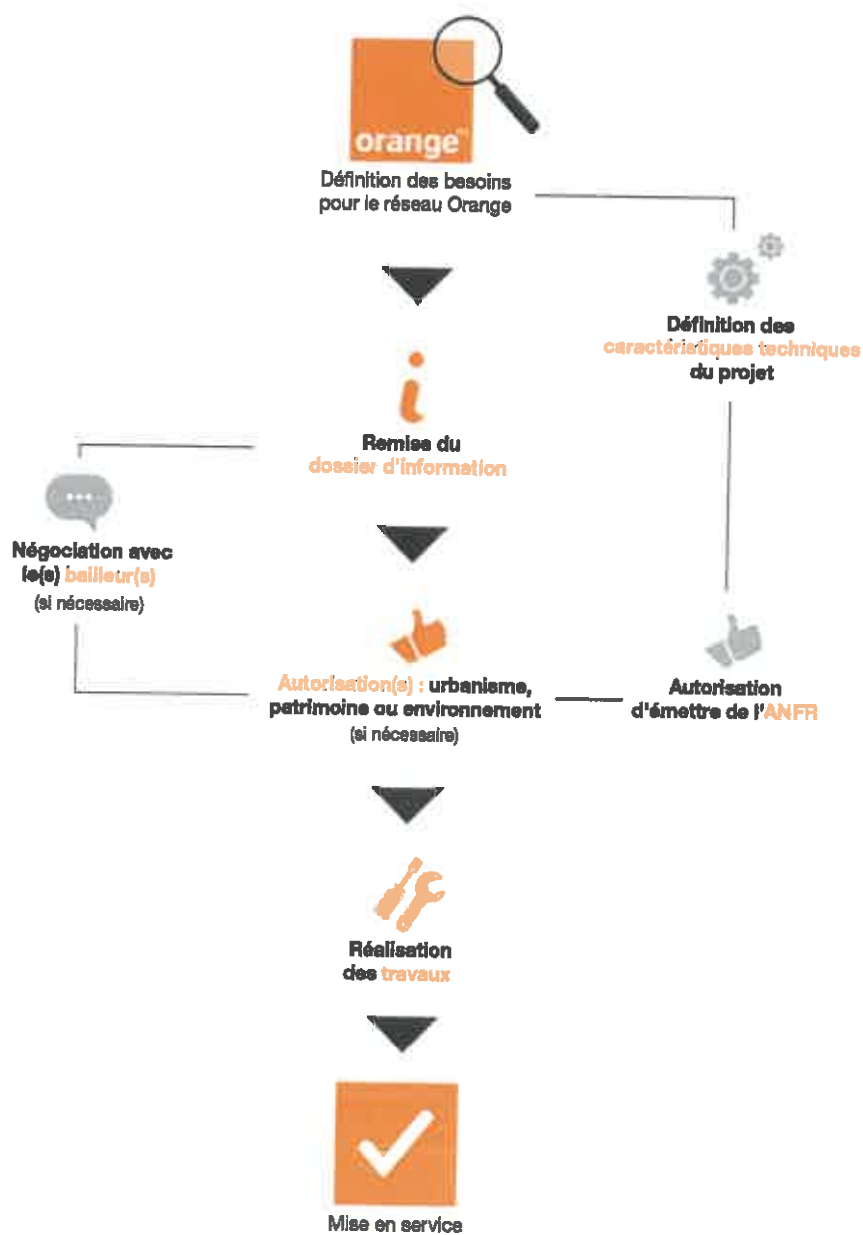 orange™
Définition des besoins
pour le réseau Orange
Définition des
caractéristiques techniques
du projet
i
Remise du
dossier d'information
Négociation avec
le(s) bailleur(s)
(si nécessaire)
Autorisation(s) : urbanisme,
patrimoine ou environnement
(si nécessaire)
Autorisation
d'émettre de l'ANFR
Réalisation
des travaux
Mise en service